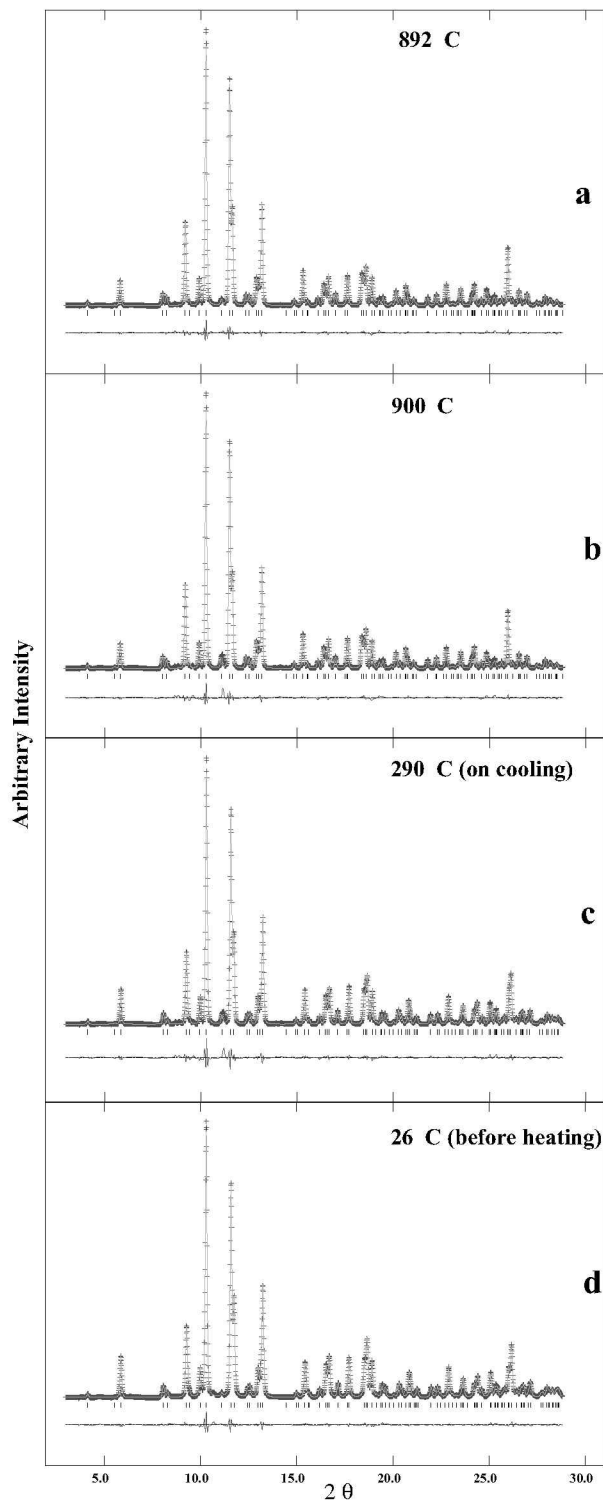 892 C
a
900 C
b
Arbitrary Intensity
290 C (on cooling)
c
26 C (before heating)
d
5.0 10.0 15.0 20.0 25.0 30.0
2 θ